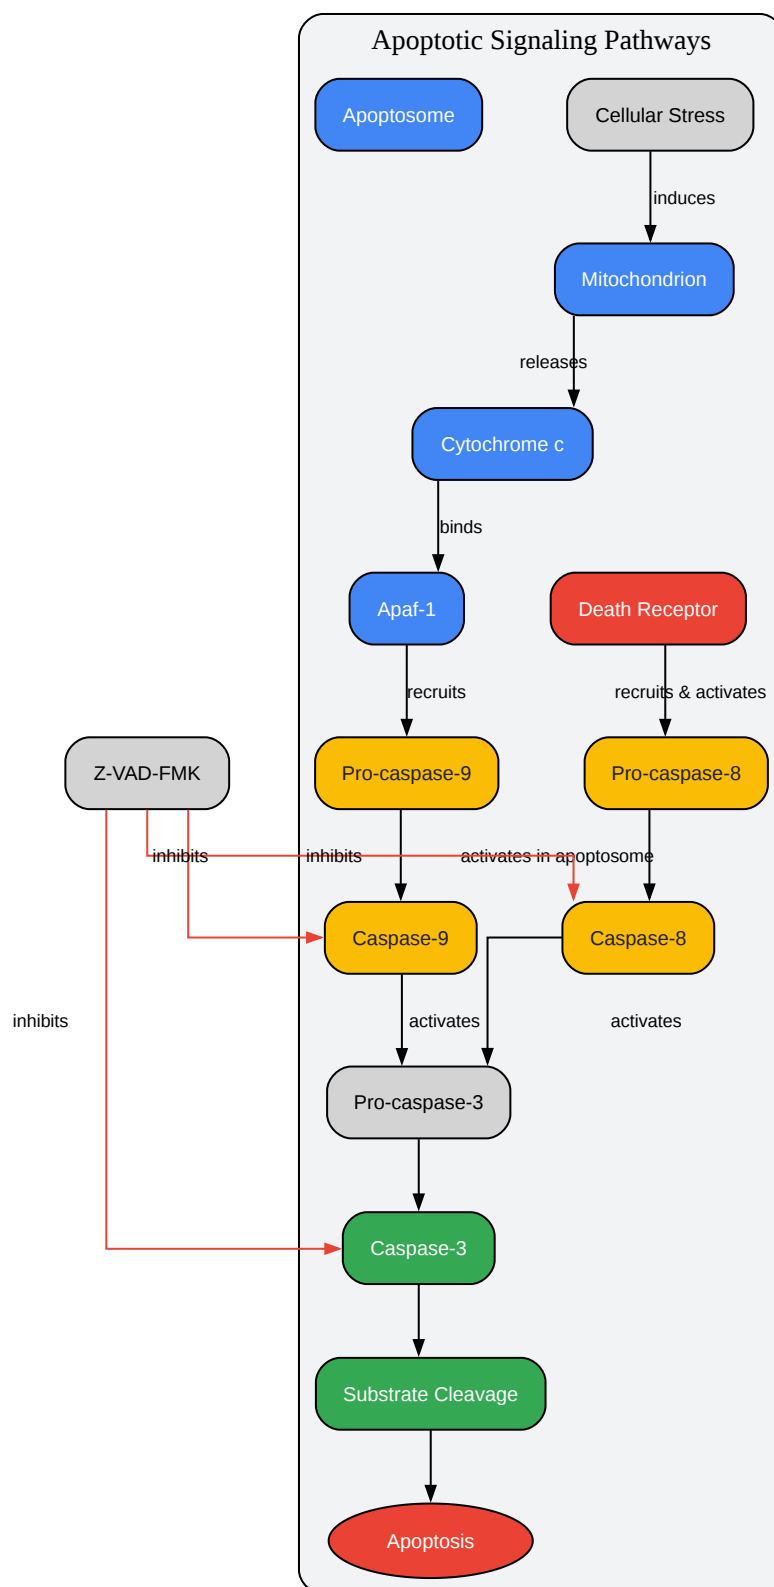 Apoptotic Signaling Pathways
Apoptosome
Cellular Stress
induces
Mitochondrion
releases
Cytochrome c
binds
Apaf-1
Death Receptor
recruits
recruits & activates
Z-VAD-FMK
Pro-caspase-9
Pro-caspase-8
inhibits
inhibits
activates in apoptosome
Caspase-9
Caspase-8
inhibits
activates
activates
Pro-caspase-3
Caspase-3
Substrate Cleavage
Apoptosis